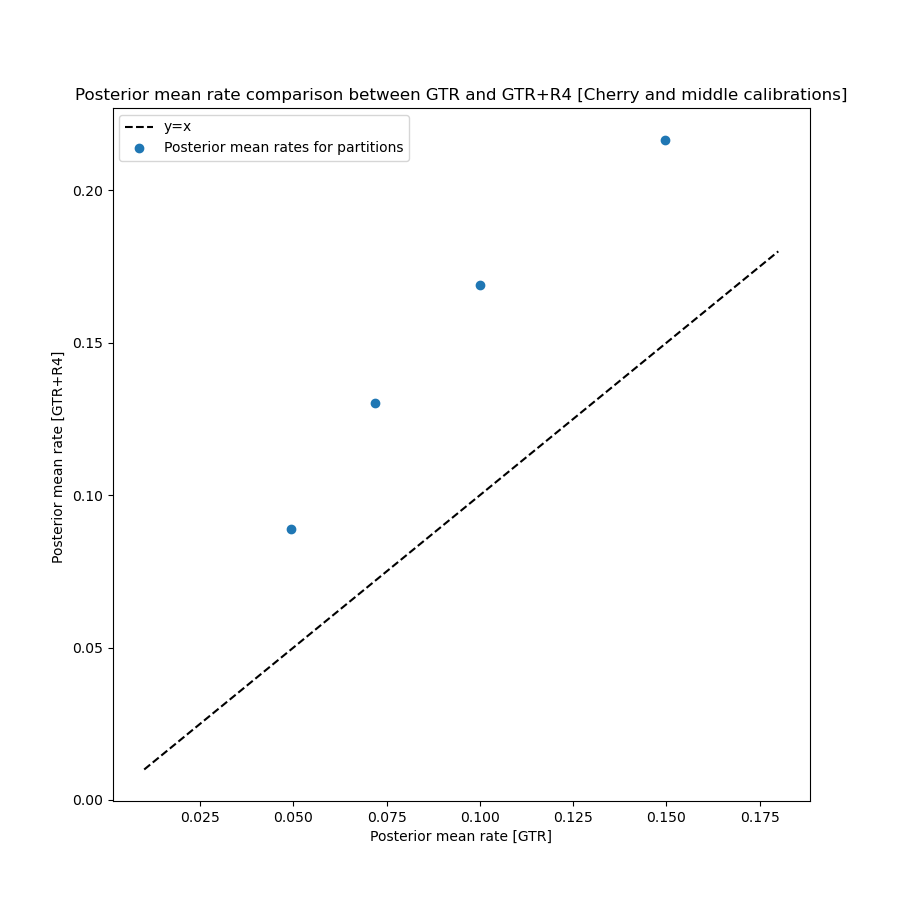 Posterior mean rate comparison between GTR and GTR+R4 [Cherry and middle calibrations]
y=x
Posterior mean rates for partitions
0.20
0.15
0.10
0.05
0.00
Posterior mean rate [GTR+R4]
0.025 0.050 0.075 0.100 0.125 0.150 0.175
Posterior mean rate [GTR]